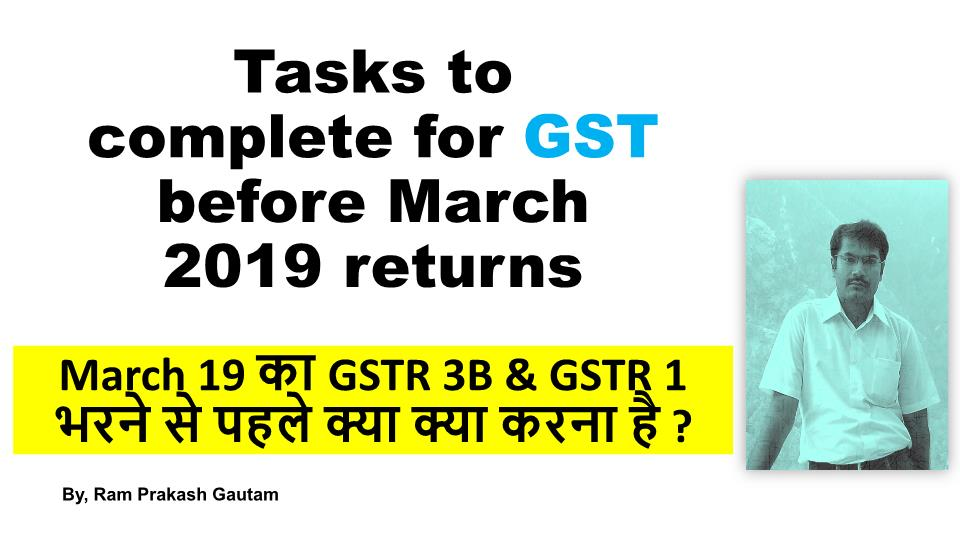 Tasks to
complete for GST
before March
2019 returns
March 19 का GSTR 3B & GSTR 1
भरने से पहले क्या क्या करना है ?
By, Ram Prakash Gautam